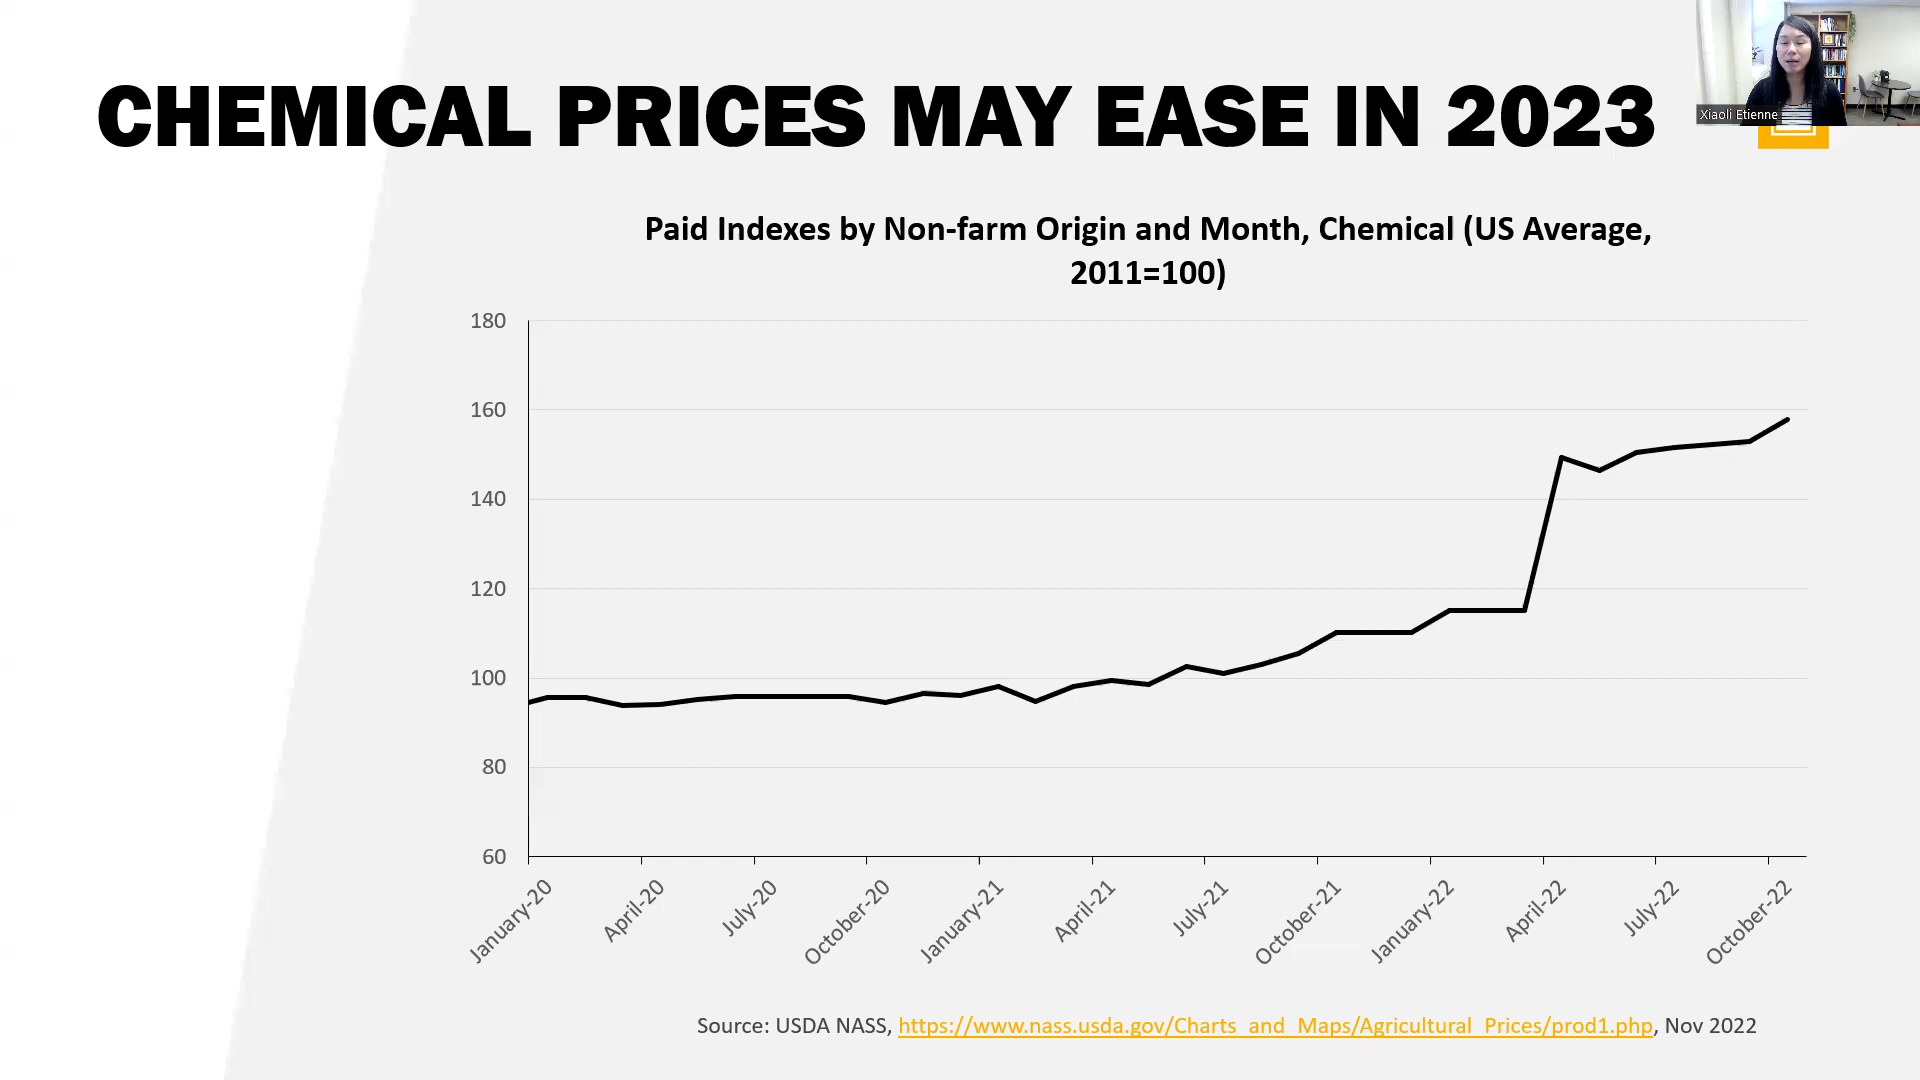 CHEMICAL PRICES MAY EASE IN 2023
Xiaoli Etienne
Paid Indexes by Non-farm Origin and Month, Chemical (US Average,
2011=100)
180
160
140
120
100
80
60
January-20
April-20
July-20
October-20
January-21
April-21
July-21
October-21
January-22
April-22
July-22
October-22
Source: USDA NASS, https://www.nass.usda.gov/Charts_and_Maps/Agricultural_Prices/prod1.php, Nov 2022